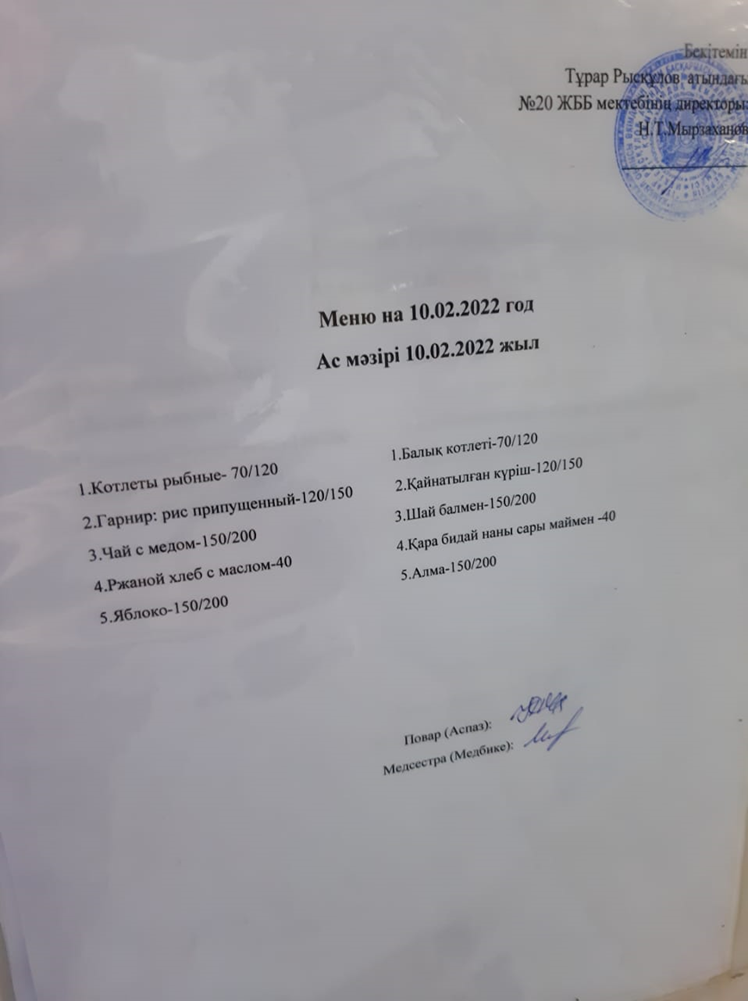 Бекітемін
Тұрар Рысқұлов атындағы
№20 ЖББ мектебінің директоры:
Н.Т.Мырзаханов
Меню на 10.02.2022 год
Ас мәзірі 10.02.2022 жыл
1.Котлеты рыбные- 70/120
2.Гарнир: рис припущенный-120/150
3.Чай с медом-150/200
4.Ржаной хлеб с маслом-40
5.Яблоко-150/200
1.Балық котлеті-70/120
2.Қайнатылған күріш-120/150
3.Шай балмен-150/200
4.Қара бидай наны сары маймен -40
5.Алма-150/200
Повар (Аспаз):
Медсестра (Медбике):